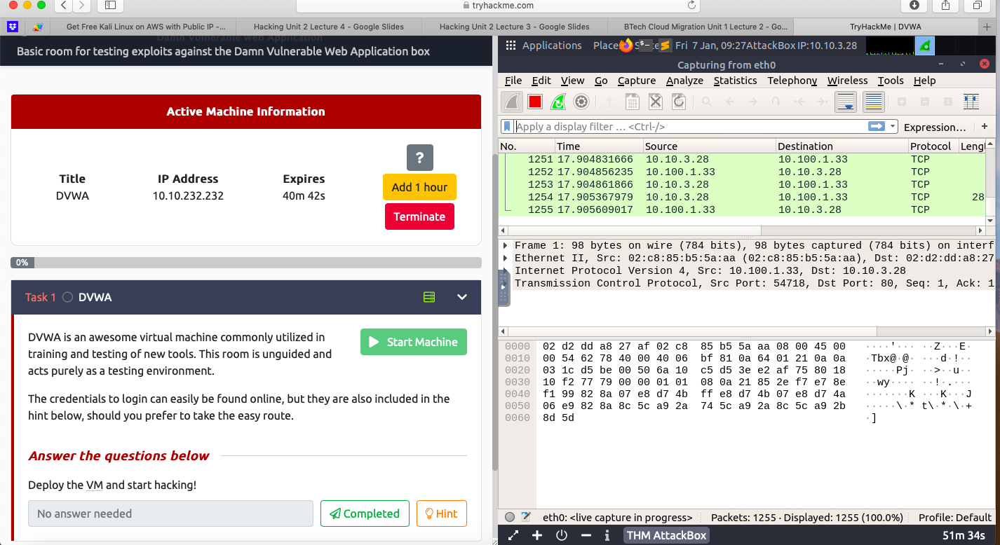 tryhackme.com
Get Free Kali Linux on AWS with Public IP -...
Hacking Unit 2 Lecture 4 - Google Slides
Hacking Unit 2 Lecture 3 - Google Slides
BTech Cloud Migration Unit 1 Lecture 2 - Go...
TryHackMe | DVWA
Damn Vulnerable Web Application
Basic room for testing exploits against the Damn Vulnerable Web Application box
Active Machine Information
?
Title
IP Address
Expires
Add 1 hour
DVWA
10.10.232.232
40m 42s
Terminate
0%
Task 1
DVWA
DVWA is an awesome virtual machine commonly utilized in
training and testing of new tools. This room is unguided and
acts purely as a testing environment.
Start Machine
The credentials to login can easily be found online, but they are also included in the
hint below, should you prefer to take the easy route.
Answer the questions below
Deploy the VM and start hacking!
No answer needed
Completed
Hint
Applications Place Fri 7 Jan, 09:27 AttackBox IP:10.10.3.28
Capturing from eth0
File Edit View Go Capture Analyze Statistics Telephony Wireless Tools Help
Apply a display filter … <Ctrl-/>
Expression… +
No. Time Source Destination Protocol Lengt
1251 17.904831666 10.10.3.28 10.100.1.33 TCP
1252 17.904856235 10.100.1.33 10.10.3.28 TCP
1253 17.904861866 10.10.3.28 10.100.1.33 TCP
1254 17.905367979 10.10.3.28 10.100.1.33 TCP 28
1255 17.905609017 10.100.1.33 10.10.3.28 TCP
Frame 1: 98 bytes on wire (784 bits), 98 bytes captured (784 bits) on interf
Ethernet II, Src: 02:c8:85:b5:5a:aa (02:c8:85:b5:5a:aa), Dst: 02:d2:dd:a8:27
Internet Protocol Version 4, Src: 10.100.1.33, Dst: 10.10.3.28
Transmission Control Protocol, Src Port: 54718, Dst Port: 80, Seq: 1, Ack: 1
0000 02 d2 dd a8 27 af 02 c8 85 b5 5a aa 08 00 45 00 ····'··· ··Z···E·
0010 00 54 62 78 40 00 40 06 bf 81 0a 64 01 21 0a 0a ·Tbx@·@· ···d·!··
0020 03 1c d5 be 00 50 6a 10 c5 d5 3e e2 af 75 80 18 ·····Pj· ··>··u··
0030 10 f2 77 79 00 00 01 01 08 0a 21 85 2e f7 e7 8e ··wy···· ··!·.···
0040 f1 99 82 8a 07 e8 d7 4b ff e8 d7 4b 07 e8 d7 4a ·······K ···K···J
0050 06 e9 82 8a 8c 5c a9 2a 74 5c a9 2a 8c 5c a9 2b ·····\·* t\·*·\·+
0060 8d 5d ·]
eth0: <live capture in progress>
Packets: 1255 · Displayed: 1255 (100.0%)
Profile: Default
THM AttackBox
51m 34s